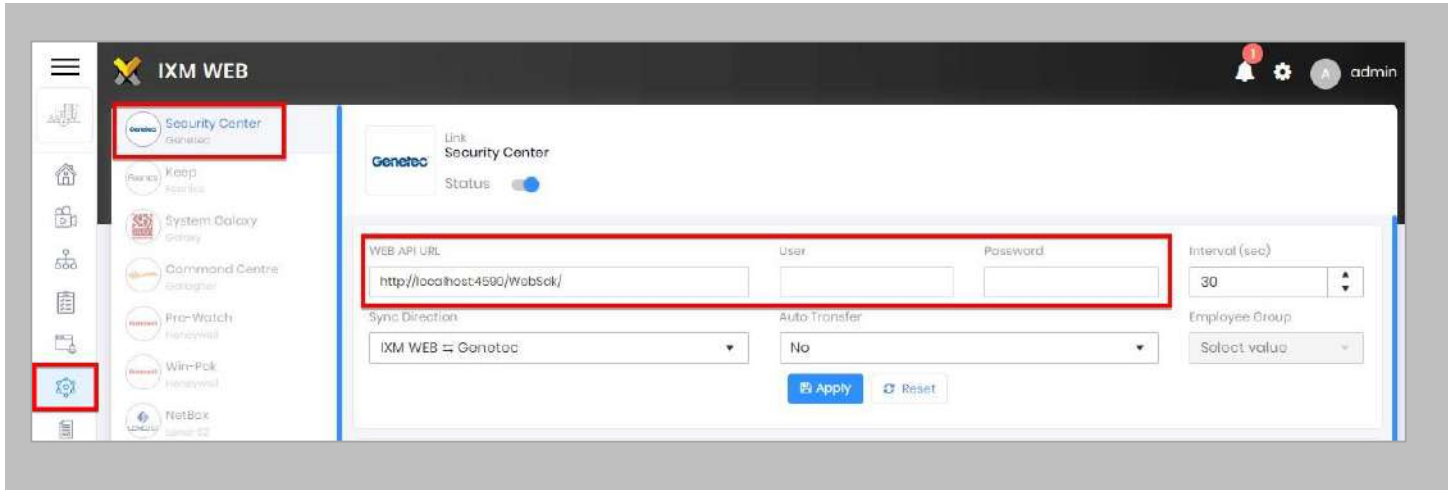 IXM WEB
1
A
admin
Genetec
Security Center
Genetec
Keep
System Galaxy
Galaxy
Command Centre
Gallagher
Pro-Watch
Honeywell
Win-Pak
Honeywell
NetBox
Genetec
Link
Security Center
Status
WEB API URL
User
Password
Interval (sec)
http://localhost:4590/WebSdk/
30
Sync Direction
Auto Transfer
Employee Group
IXM WEB ⇆ Genetec
No
Select value
Apply
Reset